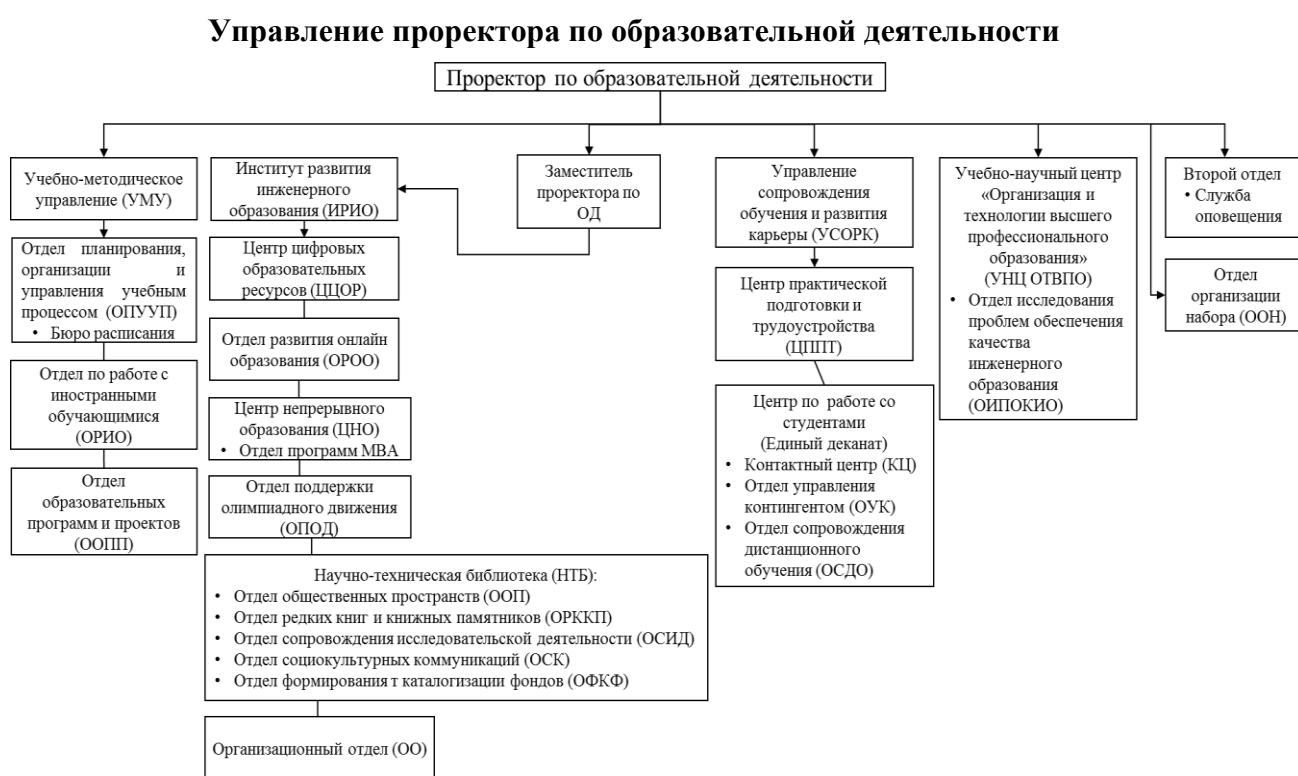 Управление проректора по образовательной деятельности
Проректор по образовательной деятельности
Учебно-методическое
управление (УМУ)
Отдел планирования,
организации и
управления учебным
процессом (ОПУУП)
• Бюро расписания
Отдел по работе с
иностранными
обучающимися
(ОРИО)
Отдел
образовательных
программ и проектов
(ООПП)
Институт развития
инженерного
образования (ИРИО)
Центр цифровых
образовательных
ресурсов (ЦЦОР)
Отдел развития онлайн
образования (ОРОО)
Центр непрерывного
образования (ЦНО)
• Отдел программ МВА
Отдел поддержки
олимпиадного движения
(ОПОД)
Научно-техническая библиотека (НТБ):
• Отдел общественных пространств (ООП)
• Отдел редких книг и книжных памятников (ОРККП)
• Отдел сопровождения исследовательской деятельности (ОСИД)
• Отдел социокультурных коммуникаций (ОСК)
• Отдел формирования т каталогизации фондов (ОФКФ)
Организационный отдел (ОО)
Заместитель
проректора по
ОД
Управление
сопровождения
обучения и развития
карьеры (УСОРК)
Центр практической
подготовки и
трудоустройства
(ЦППТ)
Центр по работе со
студентами
(Единый деканат)
• Контактный центр (КЦ)
• Отдел управления
контингентом (ОУК)
• Отдел сопровождения
дистанционного
обучения (ОСДО)
Учебно-научный центр
«Организация и
технологии высшего
профессионального
образования»
(УНЦ ОТВПО)
• Отдел исследования
проблем обеспечения
качества
инженерного
образования
(ОИПОКИО)
Второй отдел
• Служба
оповещения
Отдел
организации
набора (ООН)